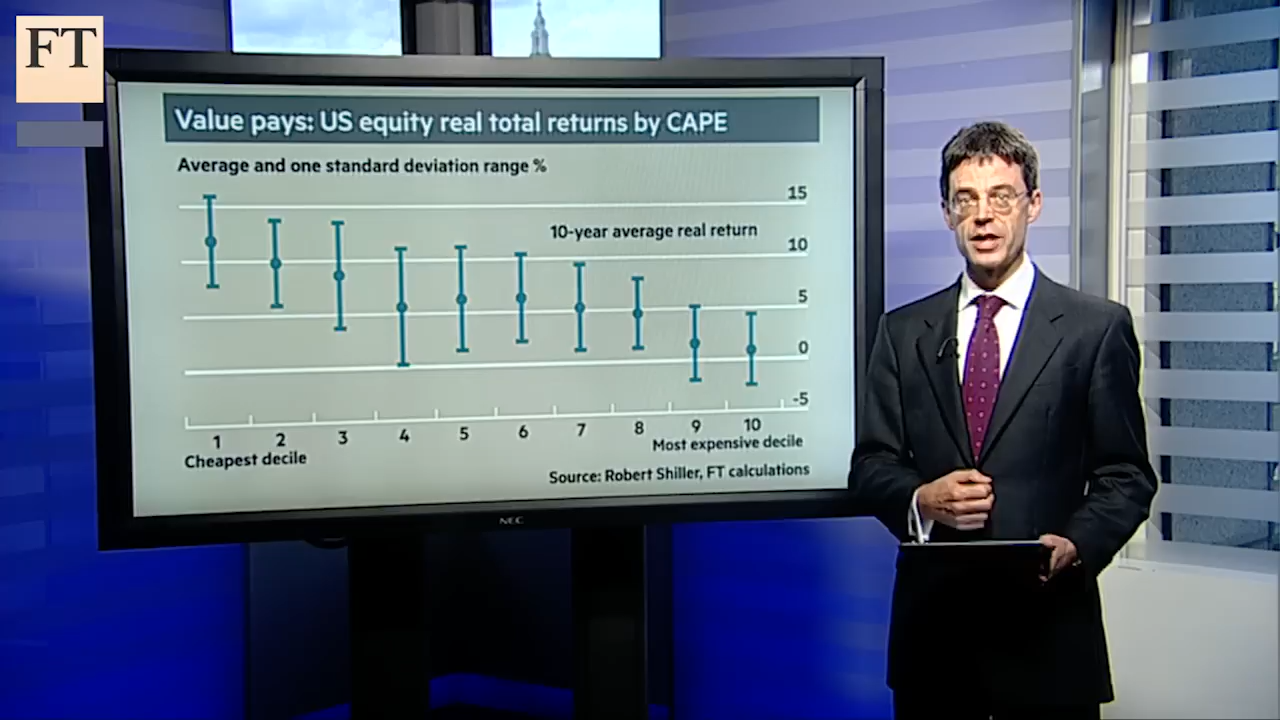 FT
Value pays: US equity real total returns by CAPE
Average and one standard deviation range %
15
10-year average real return
10
5
0
-5
1 2 3 4 5 6 7 8 9 10
Cheapest decile
Most expensive decile
Source: Robert Shiller, FT calculations
NEC